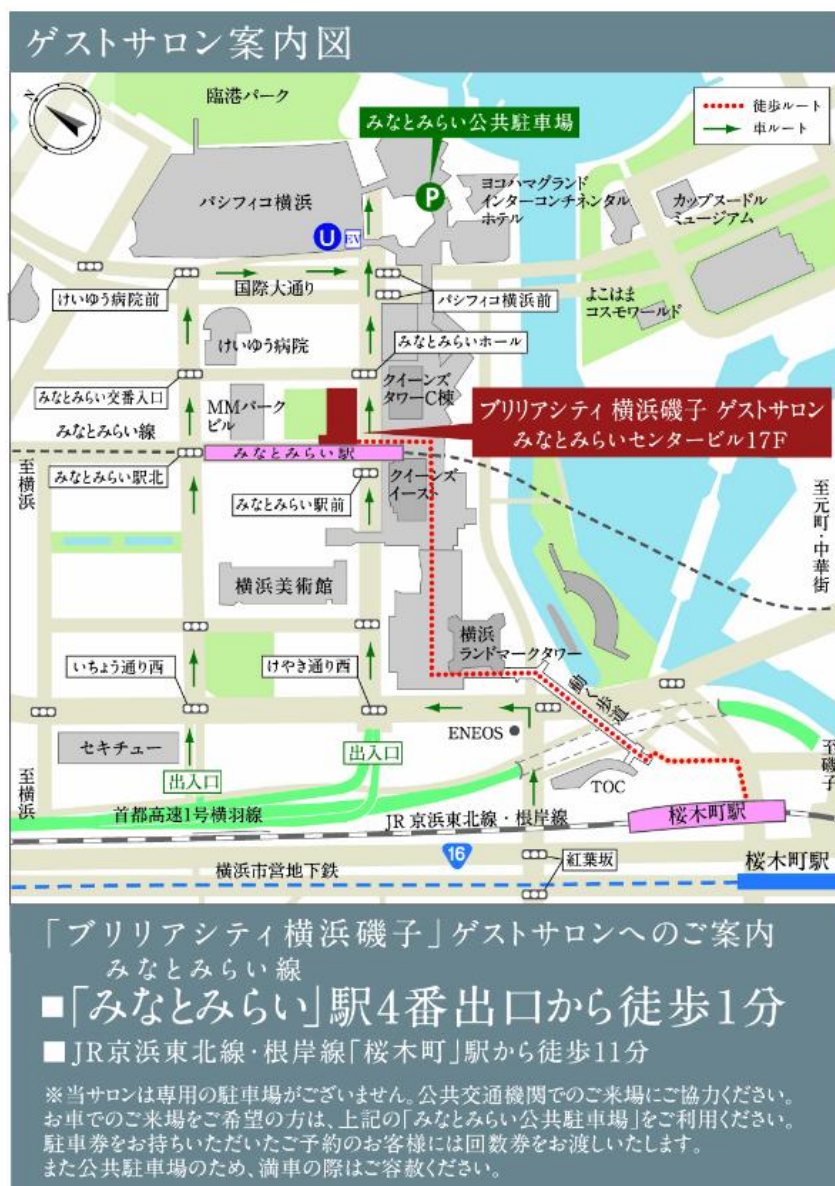 ゲストサロン案内図
N
臨港パーク
みなとみらい公共駐車場
徒歩ルート
車ルート
パシフィコ横浜
P
ヨコハマグランド
インターコンチネンタル
ホテル
カップヌードル
ミュージアム
U
EV
けいゆう病院前
国際大通り
パシフィコ横浜前
よこはま
コスモワールド
けいゆう病院
みなとみらいホール
みなとみらい交番入口
MMパーク
ビル
クイーンズ
タワーC棟
ブリリアシティ 横浜磯子 ゲストサロン
みなとみらいセンタービル17F
みなとみらい線
みなとみらい駅
至横浜
みなとみらい駅北
みなとみらい駅前
クイーンズ
イースト
至元町・中華街
横浜美術館
横浜
ランドマークタワー
いちょう通り西
けやき通り西
動く歩道
セキチュー
ENEOS
出入口
出入口
至横浜
TOC
至磯子
首都高速1号横羽線
JR 京浜東北線・根岸線
桜木町駅
16
紅葉坂
横浜市営地下鉄
桜木町駅
「ブリリアシティ横浜磯子」ゲストサロンへのご案内
みなとみらい線
■「みなとみらい」駅4番出口から徒歩1分
■JR京浜東北線・根岸線「桜木町」駅から徒歩11分
※当サロンは専用の駐車場がございません。公共交通機関でのご来場にご協力ください。
お車でのご来場をご希望の方は、上記の「みなとみらい公共駐車場」をご利用ください。
駐車券をお持ちいただいたご予約のお客様には回数券をお渡しいたします。
また公共駐車場のため、満車の際はご容赦ください。